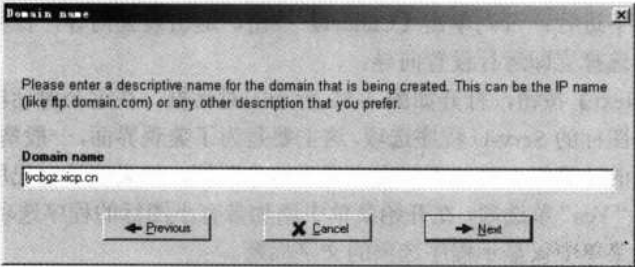 Domain name
Please enter a descriptive name for the domain that is being created. This can be the IP name
(like ftp.domain.com) or any other description that you prefer.
Domain name
lycbgz.xicp.cn
Previous
Cancel
Next